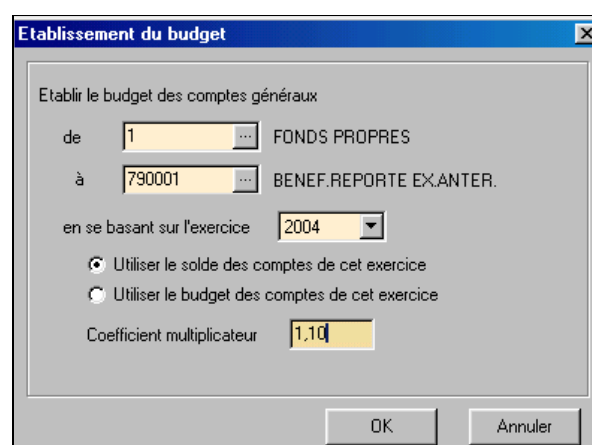 Etablissement du budget
Etablir le budget des comptes généraux
de 1 ... FONDS PROPRES
à 790001 ... BENEF.REPORTE EX.ANTER.
en se basant sur l'exercice 2004
Utiliser le solde des comptes de cet exercice
Utiliser le budget des comptes de cet exercice
Coefficient multiplicateur 1,10
OK Annuler